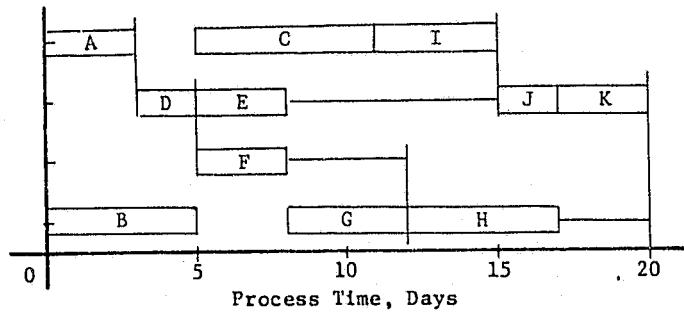 A C I
D E J K
F
B G H
0 5 10 15 20
Process Time, Days